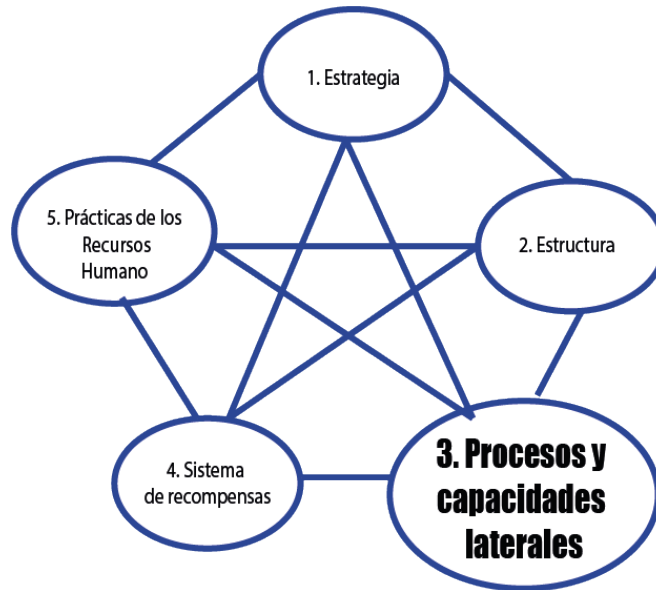 1. Estrategia
2. Estructura
3. Procesos y
capacidades
laterales
4. Sistema
de recompensas
5. Prácticas de los
Recursos
Humano